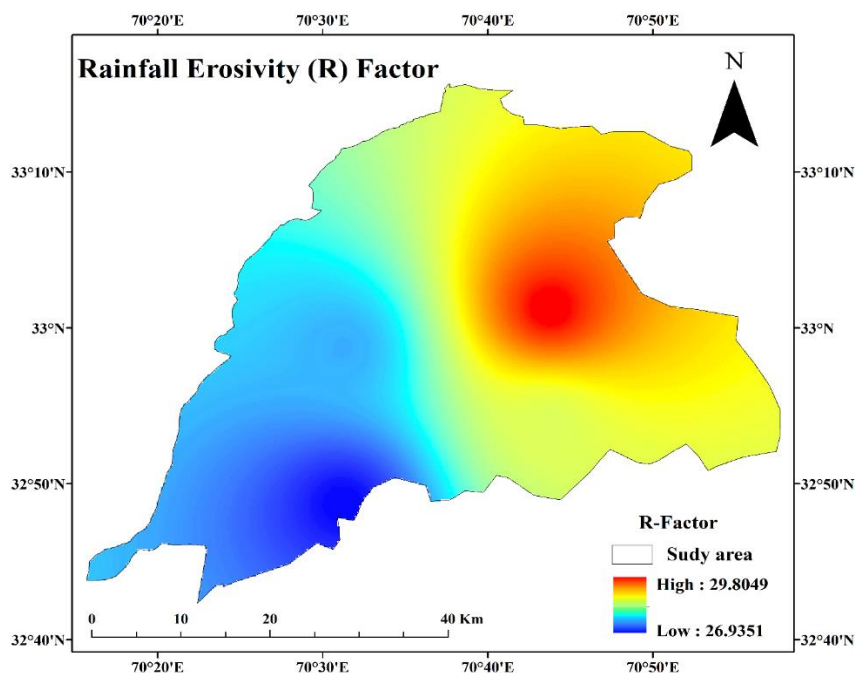 70°20'E 70°30'E 70°40'E 70°50'E
Rainfall Erosivity (R) Factor
N
33°10'N 33°10'N
33°N 33°N
32°50'N 32°50'N
R-Factor
Sudy area
High : 29.8049
Low : 26.9351
0 10 20 40 Km
32°40'N 32°40'N
70°20'E 70°30'E 70°40'E 70°50'E